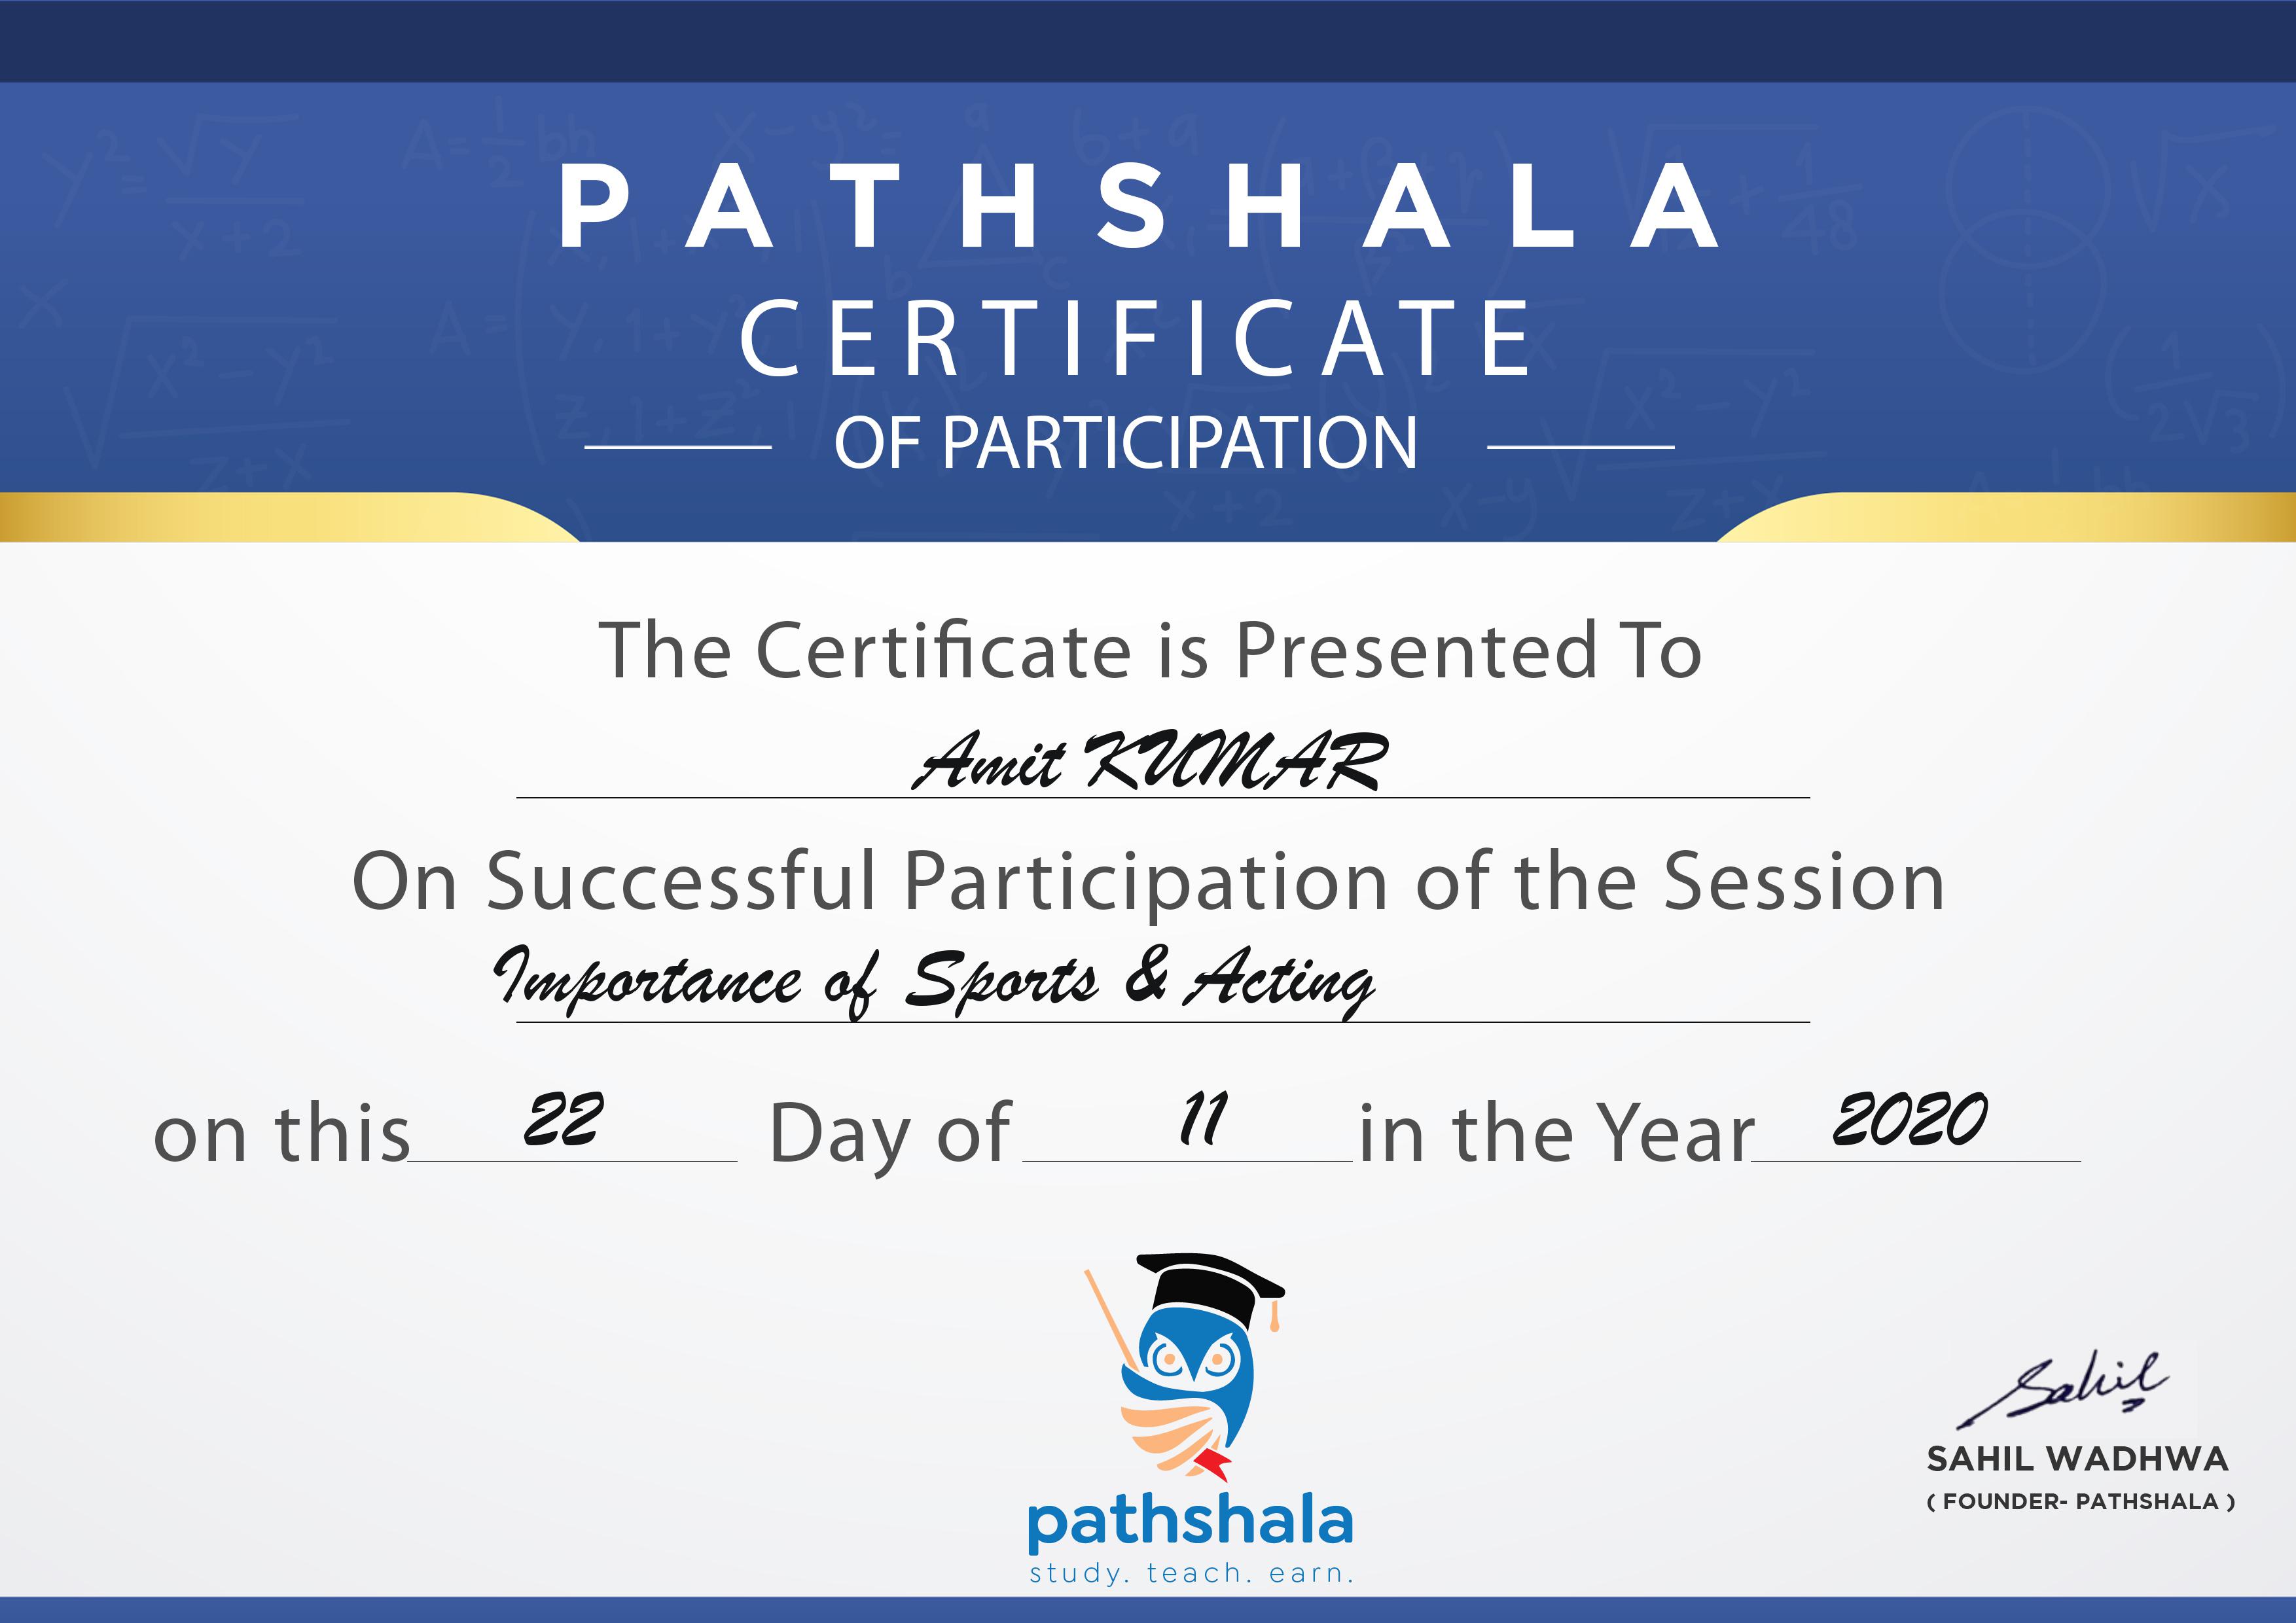 PATHSHALA
CERTIFICATE
OF PARTICIPATION
The Certificate is Presented To
Amit KUMAR
On Successful Participation of the Session
Importance of Sports & Acting
on this 22 Day of 11 in the Year 2020
Sahil
SAHIL WADHWA
( FOUNDER- PATHSHALA )
pathshala
study. teach. earn.